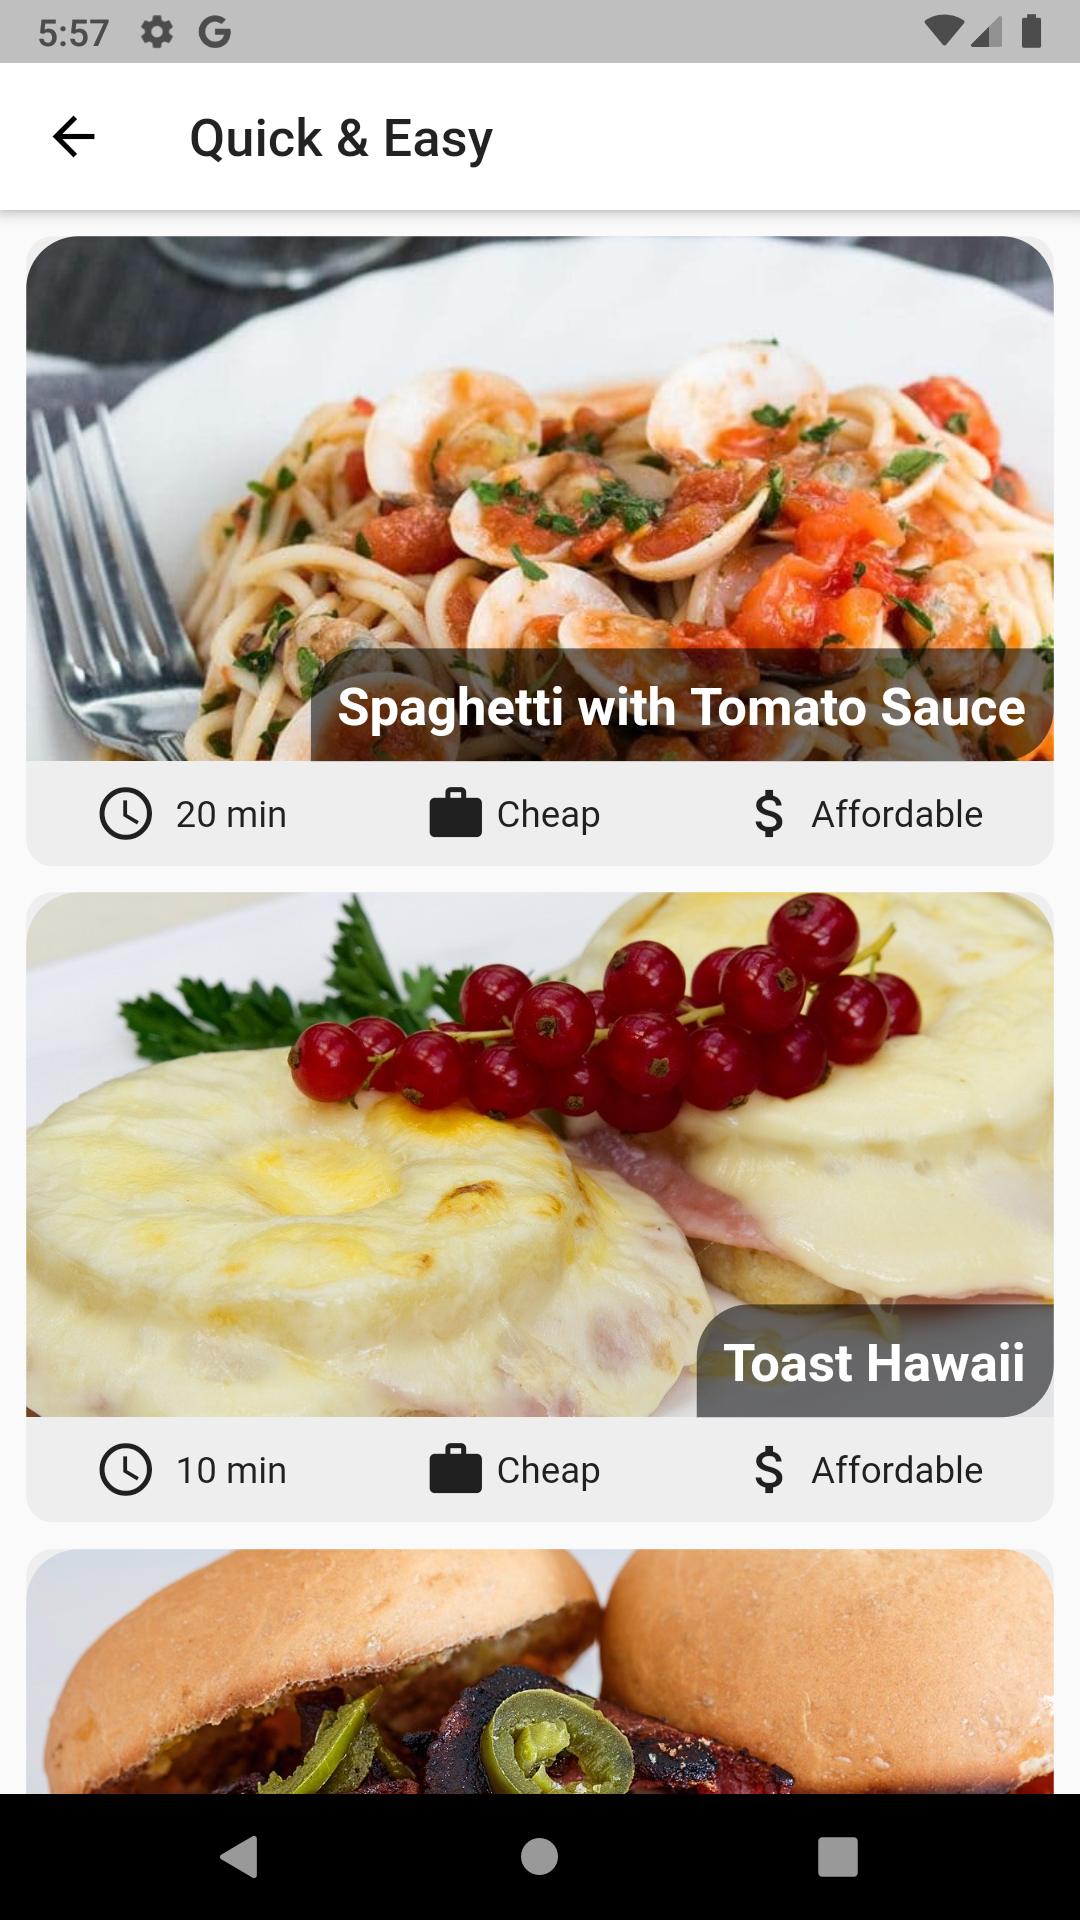 5:57
Quick & Easy
Spaghetti with Tomato Sauce
20 min
Cheap
Affordable
Toast Hawaii
10 min
Cheap
Affordable